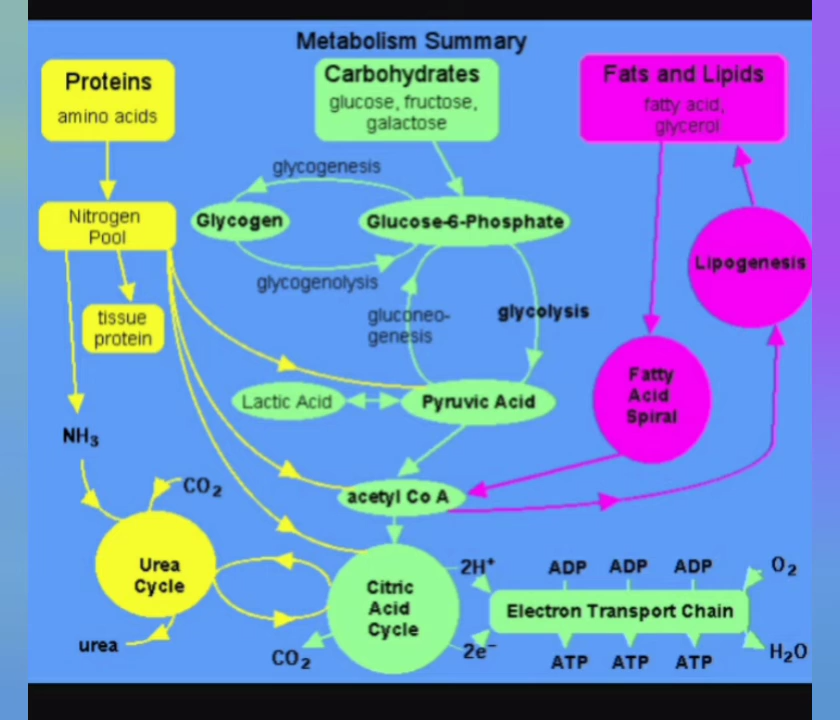 Metabolism Summary
Proteins
amino acids
Carbohydrates
glucose, fructose,
galactose
Fats and Lipids
fatty acid,
glycerol
Nitrogen
Pool
glycogenesis
Glycogen
Glucose-6-Phosphate
glycogenolysis
Lipogenesis
tissue
protein
gluconeo-
genesis
glycolysis
Fatty
Acid
Spiral
Lactic Acid
Pyruvic Acid
NH₃
CO₂
acetyl Co A
Urea
Cycle
urea
Citric
Acid
Cycle
CO₂
2H⁺
2e⁻
ADP ADP ADP
O₂
Electron Transport Chain
ATP ATP ATP
H₂O